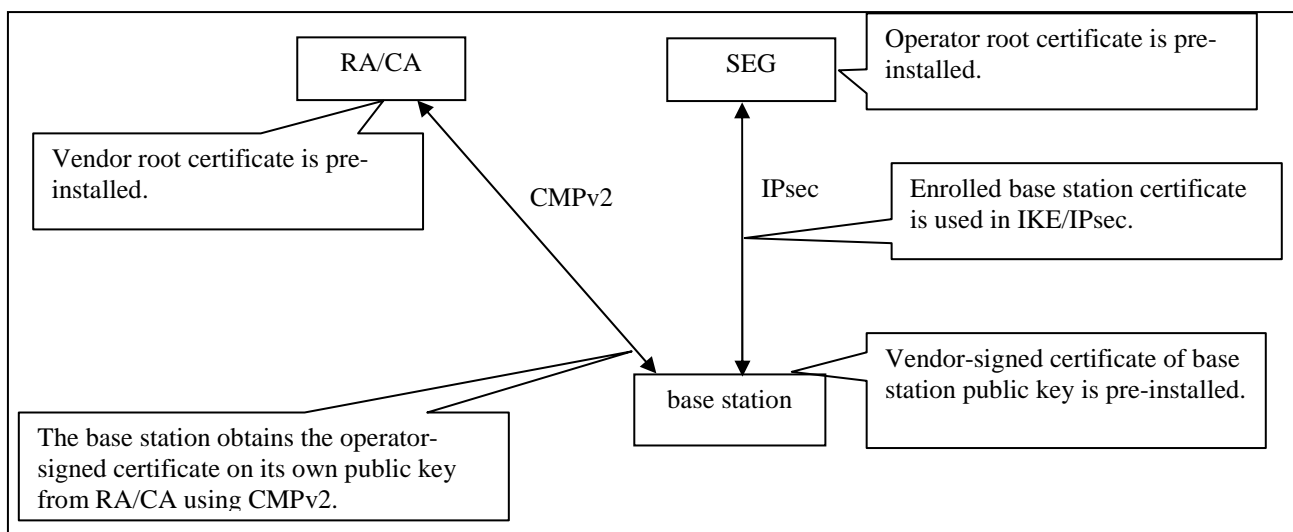 RA/CA
SEG
Operator root certificate is pre-
installed.
Vendor root certificate is pre-
installed.
CMPv2
IPsec
Enrolled base station certificate
is used in IKE/IPsec.
Vendor-signed certificate of base
station public key is pre-installed.
base station
The base station obtains the operator-
signed certificate on its own public key
from RA/CA using CMPv2.